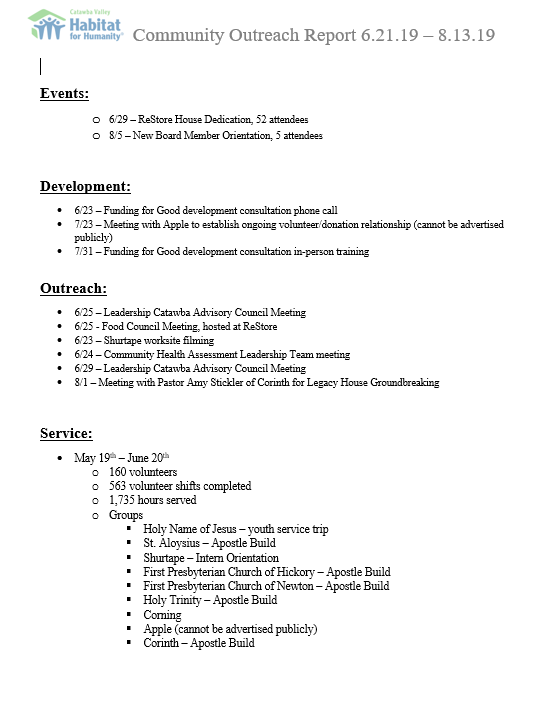 Catawba Valley
Habitat
for Humanity®
Community Outreach Report 6.21.19 – 8.13.19
Events:
o 6/29 – ReStore House Dedication, 52 attendees
o 8/5 – New Board Member Orientation, 5 attendees
Development:
• 6/23 – Funding for Good development consultation phone call
• 7/23 – Meeting with Apple to establish ongoing volunteer/donation relationship (cannot be advertised
publicly)
• 7/31 – Funding for Good development consultation in-person training
Outreach:
• 6/25 – Leadership Catawba Advisory Council Meeting
• 6/25 - Food Council Meeting, hosted at ReStore
• 6/23 – Shurtape worksite filming
• 6/24 – Community Health Assessment Leadership Team meeting
• 6/29 – Leadership Catawba Advisory Council Meeting
• 8/1 – Meeting with Pastor Amy Stickler of Corinth for Legacy House Groundbreaking
Service:
• May 19th – June 20th
o 160 volunteers
o 563 volunteer shifts completed
o 1,735 hours served
o Groups
▪ Holy Name of Jesus – youth service trip
▪ St. Aloysius – Apostle Build
▪ Shurtape – Intern Orientation
▪ First Presbyterian Church of Hickory – Apostle Build
▪ First Presbyterian Church of Newton – Apostle Build
▪ Holy Trinity – Apostle Build
▪ Corning
▪ Apple (cannot be advertised publicly)
▪ Corinth – Apostle Build